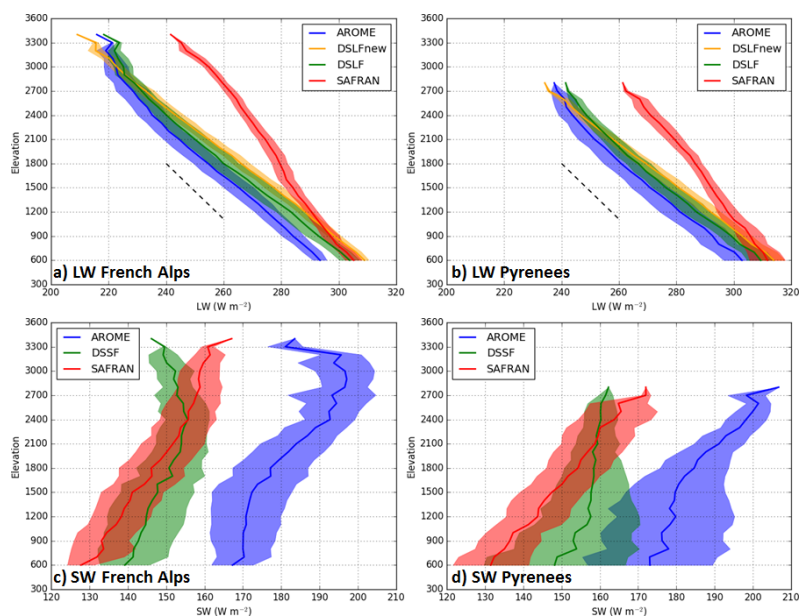 3600
3300
3000
2700
2400
2100
1800
1500
1200
900
600
300
Elevation
AROME
DSLFnew
DSLF
SAFRAN
a) LW French Alps
200 220 240 260 280 300 320
LW (W m⁻²)
3600
3300
3000
2700
2400
2100
1800
1500
1200
900
600
300
Elevation
AROME
DSLFnew
DSLF
SAFRAN
b) LW Pyrenees
200 220 240 260 280 300 320
LW (W m⁻²)
3600
3300
3000
2700
2400
2100
1800
1500
1200
900
600
300
Elevation
AROME
DSSF
SAFRAN
c) SW French Alps
120 130 140 150 160 170 180 190 200 210
SW (W m⁻²)
3600
3300
3000
2700
2400
2100
1800
1500
1200
900
600
300
Elevation
AROME
DSSF
SAFRAN
d) SW Pyrenees
120 130 140 150 160 170 180 190 200 210
SW (W m⁻²)